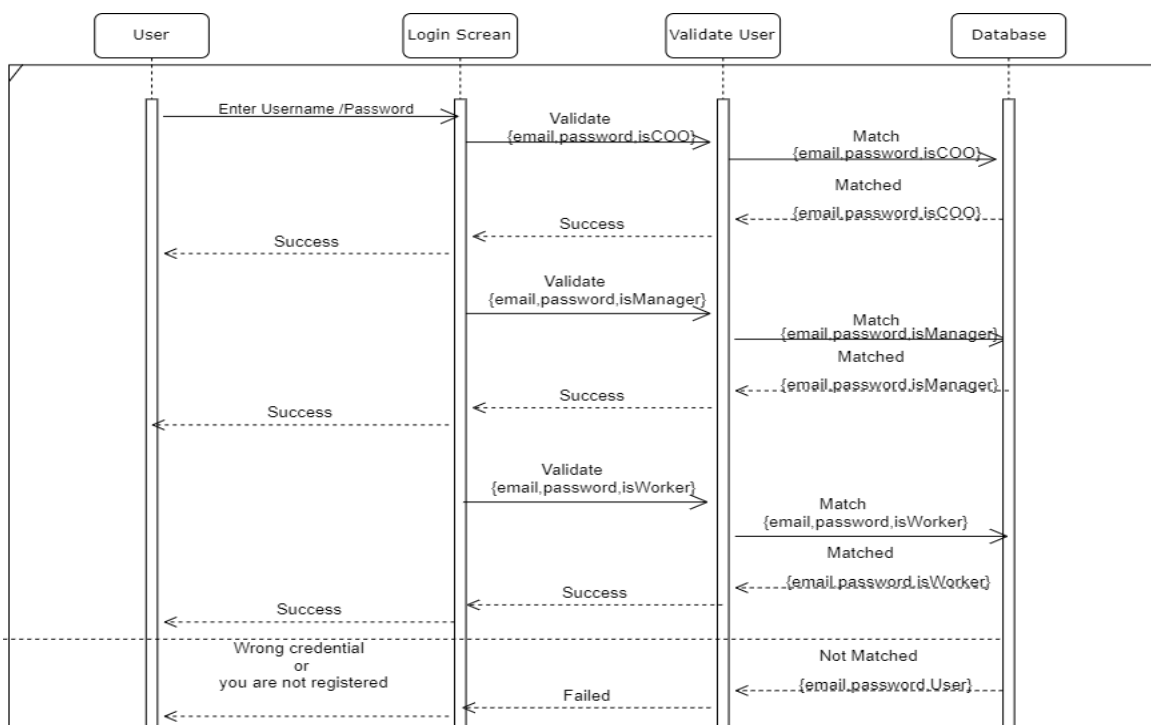 User
Login Screan
Validate User
Database
Enter Username /Password
Validate
{email,password,isCOO}
Match
{email,password,isCOO}
Matched
{email,password,isCOO}
Success
Success
Validate
{email,password,isManager}
Match
{email,password,isManager}
Matched
{email,password,isManager}
Success
Success
Validate
{email,password,isWorker}
Match
{email,password,isWorker}
Matched
{email,password,isWorker}
Success
Success
Wrong credential
or
you are not registered
Not Matched
{email,password,User}
Failed